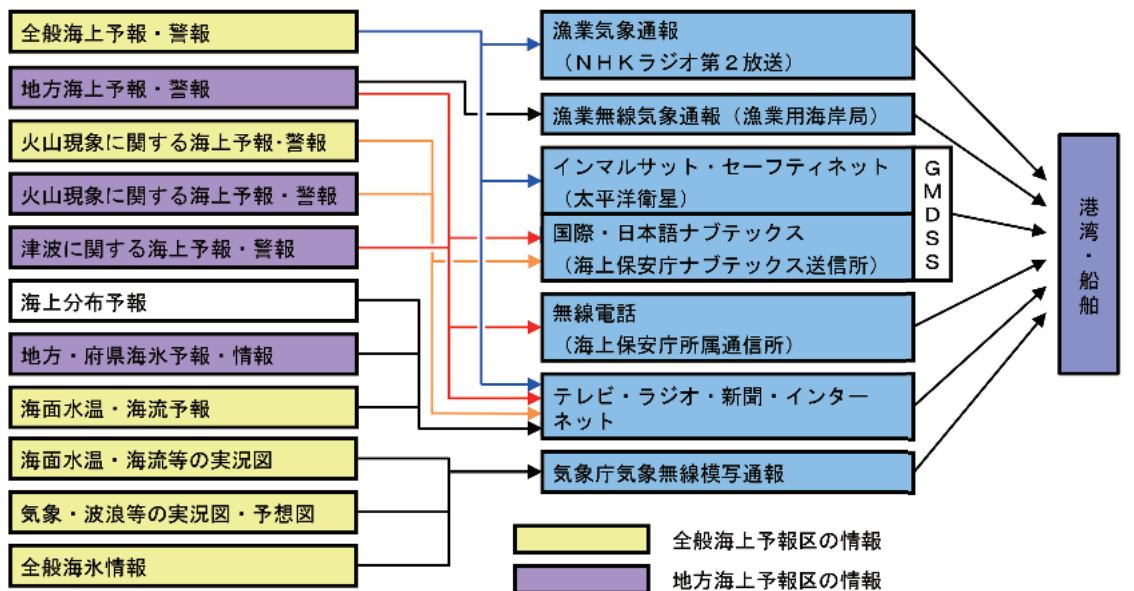 全般海上予報・警報
地方海上予報・警報
火山現象に関する海上予報・警報
火山現象に関する海上予報・警報
津波に関する海上予報・警報
海上分布予報
地方・府県海氷予報・情報
海面水温・海流予報
海面水温・海流等の実況図
気象・波浪等の実況図・予想図
全般海氷情報
漁業気象通報
（ＮＨＫラジオ第２放送）
漁業無線気象通報（漁業用海岸局）
インマルサット・セーフティネット
（太平洋衛星）
国際・日本語ナブテックス
（海上保安庁ナブテックス送信所）
ＧＭＤＳＳ
無線電話
（海上保安庁所属通信所）
テレビ・ラジオ・新聞・インター
ネット
気象庁気象無線模写通報
港湾・船舶
全般海上予報区の情報
地方海上予報区の情報